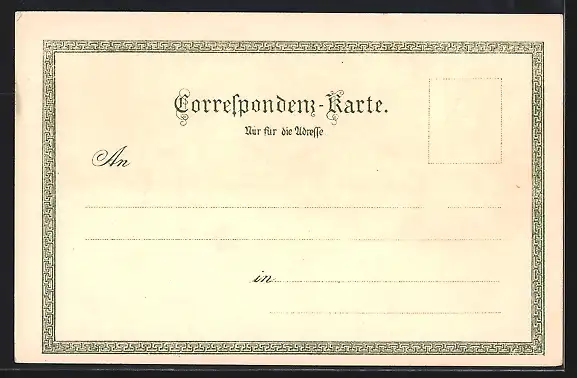 Correspondenz-Karte.
Nur für die Adresse
An
in